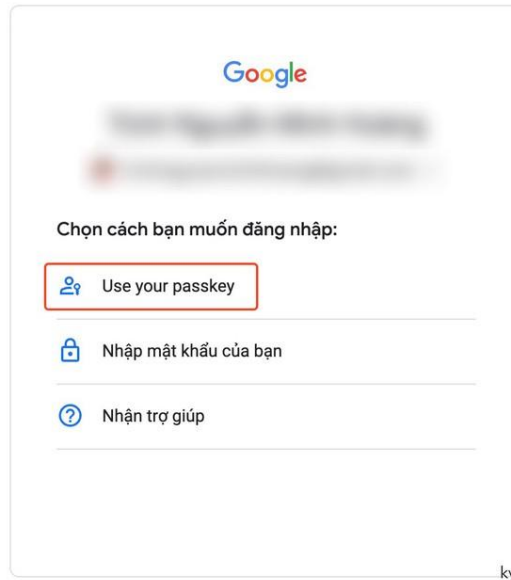 Google
Chọn cách bạn muốn đăng nhập:
Use your passkey
Nhập mật khẩu của bạn
Nhận trợ giúp